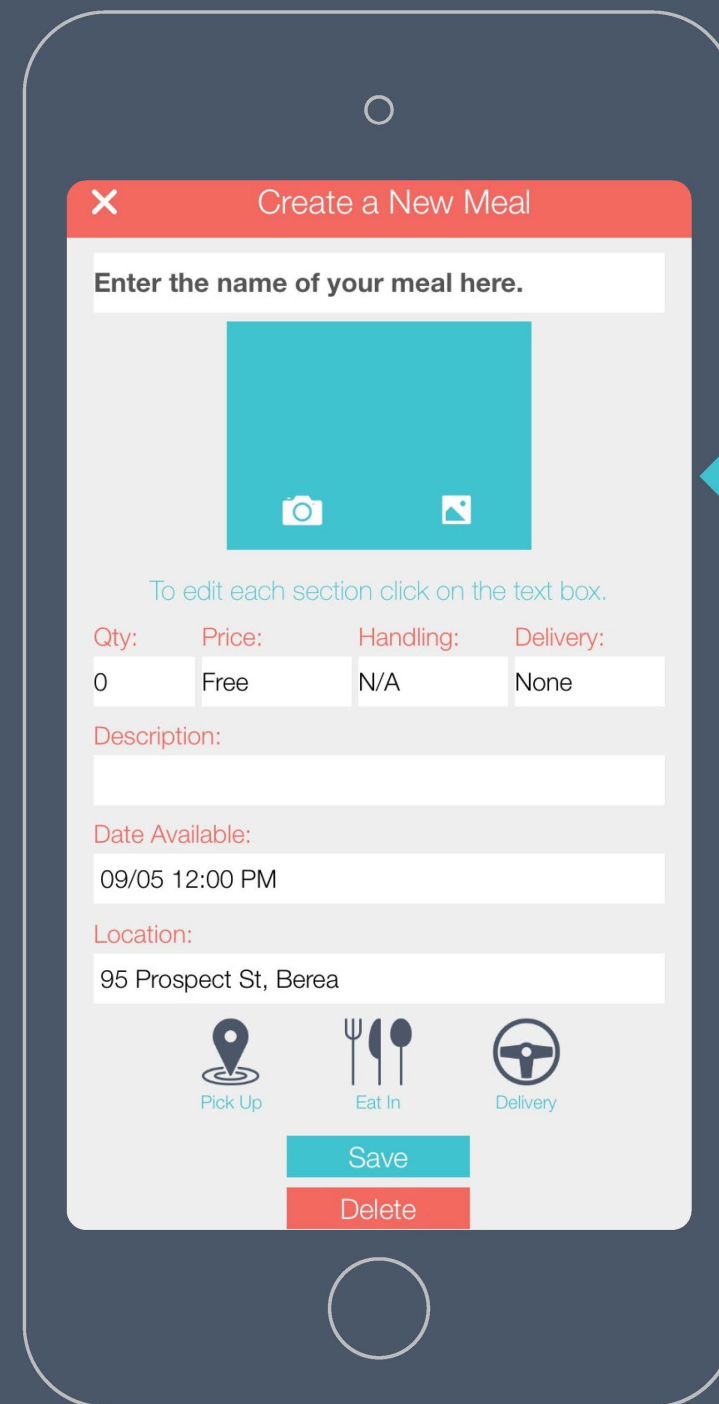 Create a New Meal
Enter the name of your meal here.
To edit each section click on the text box.
Qty: Price: Handling: Delivery:
0 Free N/A None
Description:
Date Available:
09/05 12:00 PM
Location:
95 Prospect St, Berea
Pick Up Eat In Delivery
Save
Delete